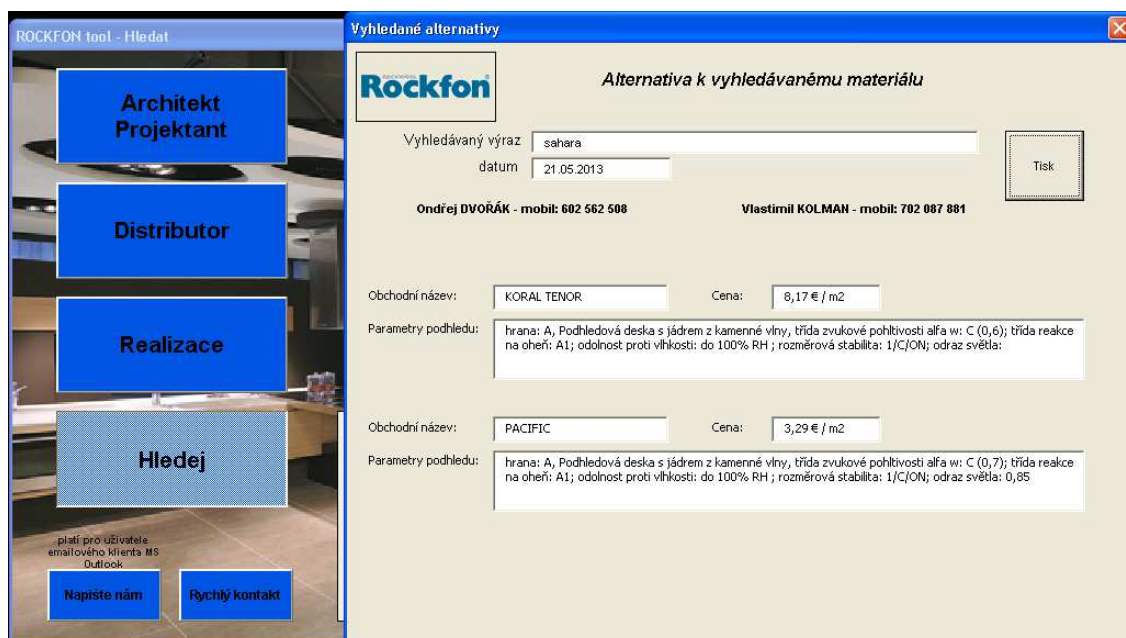 ROCKFON tool - Hledat
Architekt
Projektant
Distributor
Realizace
Hledej
platí pro uživatele
emailového klienta MS
Outlook
Napište nám
Rychlý kontakt
Vyhledané alternativy
Rockfon
Alternativa k vyhledávanému materiálu
Vyhledávaný výraz sahara
datum 21.05.2013
Tisk
Ondřej DVOŘÁK - mobil: 602 562 508 Vlastimil KOLMAN - mobil: 702 087 881
Obchodní název: KORAL TENOR Cena: 8,17 € / m2
Parametry podhledu: hrana: A, Podhledová deska s jádrem z kamenné vlny, třída zvukové pohltivosti alfa w: C (0,6); třída reakce
na oheň: A1; odolnost proti vlhkosti: do 100% RH ; rozměrová stabilita: 1/C/ON; odraz světla:
Obchodní název: PACIFIC Cena: 3,29 € / m2
Parametry podhledu: hrana: A, Podhledová deska s jádrem z kamenné vlny, třída zvukové pohltivosti alfa w: C (0,7); třída reakce
na oheň: A1; odolnost proti vlhkosti: do 100% RH ; rozměrová stabilita: 1/C/ON; odraz světla: 0,85